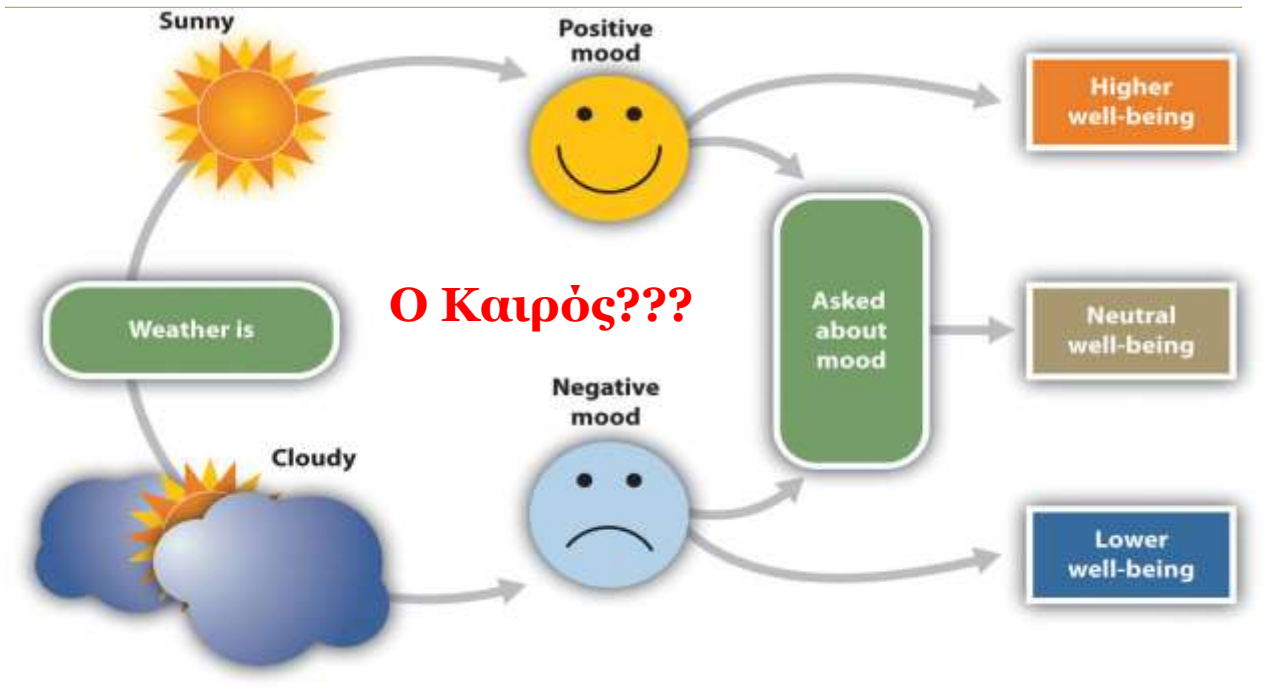 Sunny
Positive
mood
Higher
well-being
Weather is
Ο Καιρός???
Asked
about
mood
Neutral
well-being
Negative
mood
Cloudy
Lower
well-being